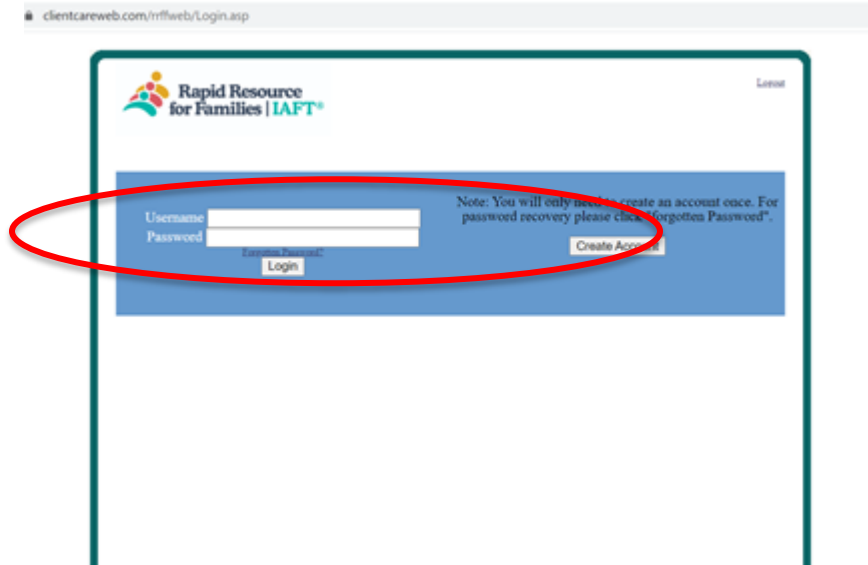 clientcareweb.com/rrffweb/Login.asp
Rapid Resource
for Families | IAFT®
Logout
Note: You will only need to create an account once. For
password recovery please click "forgotten Password".
Username
Password
Forgotten Password?
Create Account
Login